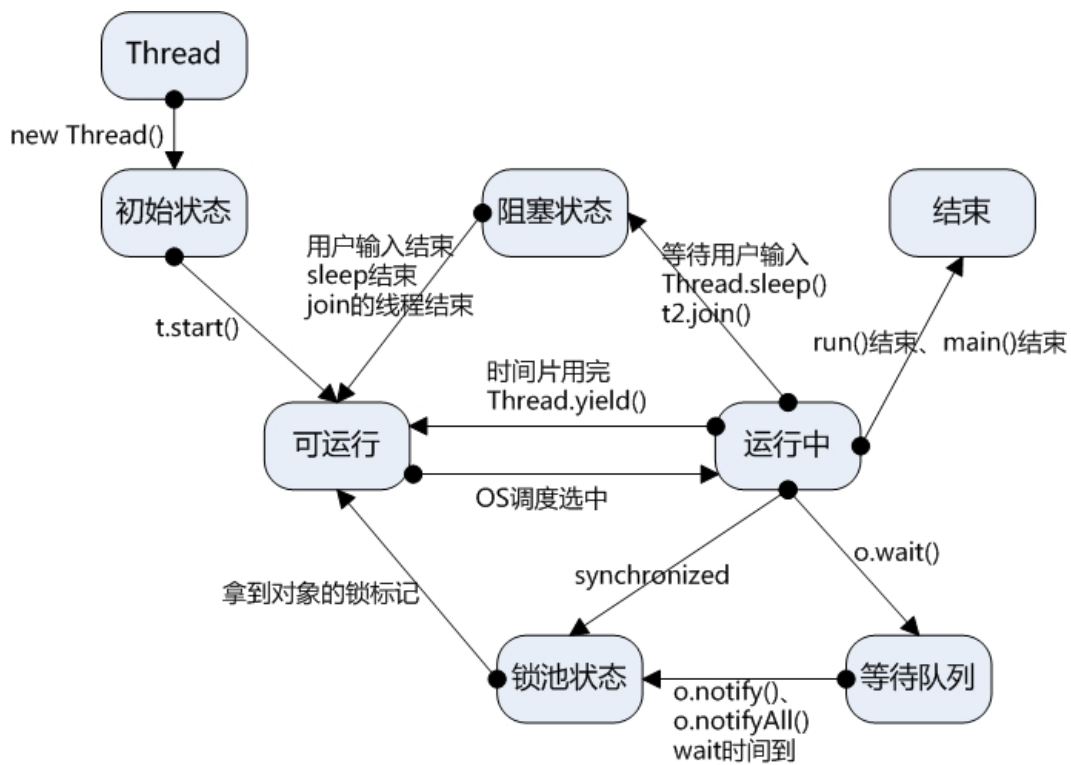 Thread
new Thread()
初始状态
阻塞状态
结束
用户输入结束
sleep结束
join的线程结束
等待用户输入
Thread.sleep()
t2.join()
t.start()
run()结束、main()结束
时间片用完
Thread.yield()
可运行
运行中
OS调度选中
o.wait()
synchronized
拿到对象的锁标记
锁池状态
等待队列
o.notify()、
o.notifyAll()
wait时间到